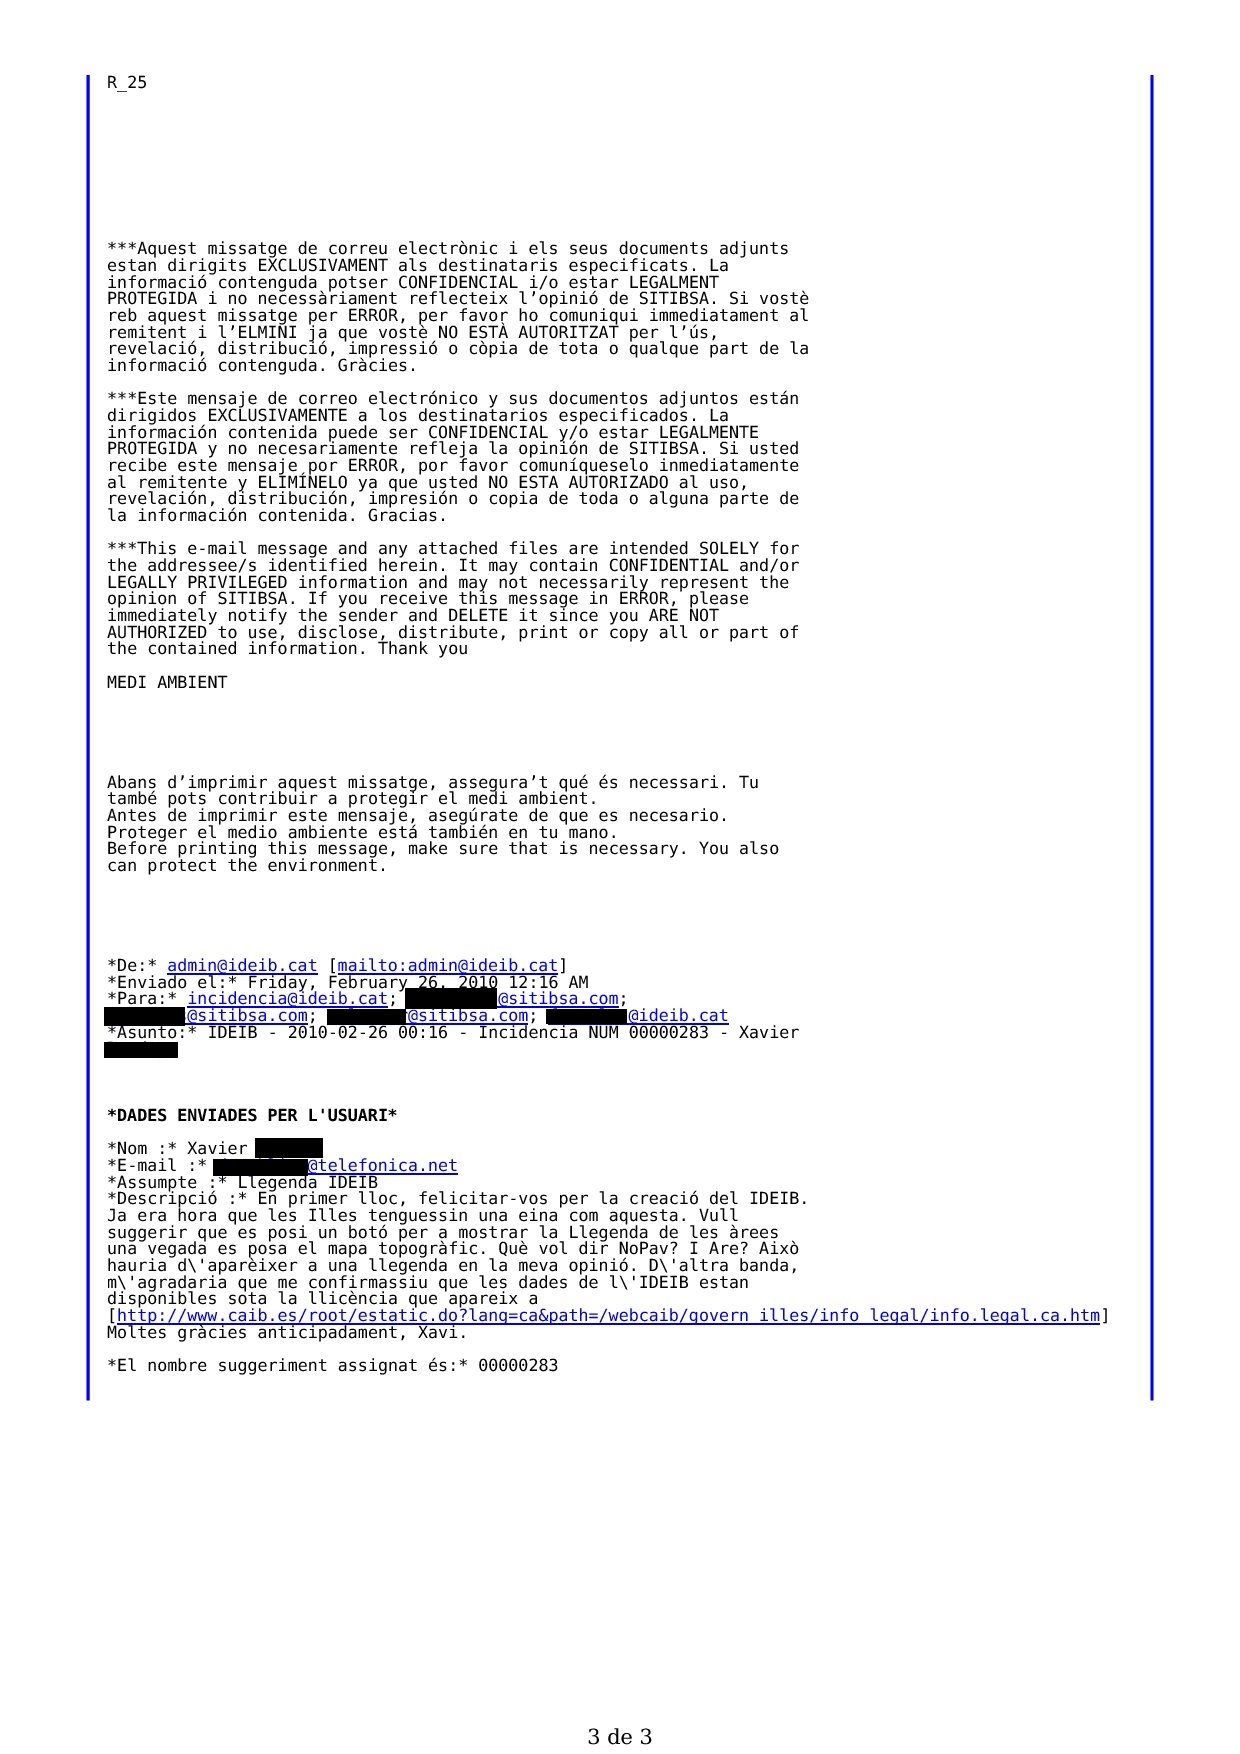 R_25
***Aquest missatge de correu electrònic i els seus documents adjunts
estan dirigits EXCLUSIVAMENT als destinataris especificats. La
informació contenguda potser CONFIDENCIAL i/o estar LEGALMENT
PROTEGIDA i no necessàriament reflecteix l’opinió de SITIBSA. Si vostè
reb aquest missatge per ERROR, per favor ho comuniqui immediatament al
remitent i l’ELMINI ja que vostè NO ESTÀ AUTORITZAT per l’ús,
revelació, distribució, impressió o còpia de tota o qualque part de la
informació contenguda. Gràcies.
***Este mensaje de correo electrónico y sus documentos adjuntos están
dirigidos EXCLUSIVAMENTE a los destinatarios especificados. La
información contenida puede ser CONFIDENCIAL y/o estar LEGALMENTE
PROTEGIDA y no necesariamente refleja la opinión de SITIBSA. Si usted
recibe este mensaje por ERROR, por favor comuníqueselo inmediatamente
al remitente y ELIMÍNELO ya que usted NO ESTA AUTORIZADO al uso,
revelación, distribución, impresión o copia de toda o alguna parte de
la información contenida. Gracias.
***This e-mail message and any attached files are intended SOLELY for
the addressee/s identified herein. It may contain CONFIDENTIAL and/or
LEGALLY PRIVILEGED information and may not necessarily represent the
opinion of SITIBSA. If you receive this message in ERROR, please
immediately notify the sender and DELETE it since you ARE NOT
AUTHORIZED to use, disclose, distribute, print or copy all or part of
the contained information. Thank you
MEDI AMBIENT
Abans d’imprimir aquest missatge, assegura’t qué és necessari. Tu
també pots contribuir a protegir el medi ambient.
Antes de imprimir este mensaje, asegúrate de que es necesario.
Proteger el medio ambiente está también en tu mano.
Before printing this message, make sure that is necessary. You also
can protect the environment.
*De:* admin@ideib.cat [mailto:admin@ideib.cat]
*Enviado el:* Friday, February 26, 2010 12:16 AM
*Para:* incidencia@ideib.cat; @sitibsa.com;
@sitibsa.com; @sitibsa.com; @ideib.cat
*Asunto:* IDEIB - 2010-02-26 00:16 - Incidencia NUM 00000283 - Xavier
*DADES ENVIADES PER L'USUARI*
*Nom :* Xavier
*E-mail :* @telefonica.net
*Assumpte :* Llegenda IDEIB
*Descripció :* En primer lloc, felicitar-vos per la creació del IDEIB.
Ja era hora que les Illes tenguessin una eina com aquesta. Vull
suggerir que es posi un botó per a mostrar la Llegenda de les àrees
una vegada es posa el mapa topogràfic. Què vol dir NoPav? I Are? Això
hauria d\'aparèixer a una llegenda en la meva opinió. D\'altra banda,
m\'agradaria que me confirmassiu que les dades de l\'IDEIB estan
disponibles sota la llicència que apareix a
[http://www.caib.es/root/estatic.do?lang=ca&path=/webcaib/govern_illes/info_legal/info.legal.ca.htm]
Moltes gràcies anticipadament, Xavi.
*El nombre suggeriment assignat és:* 00000283
3 de 3